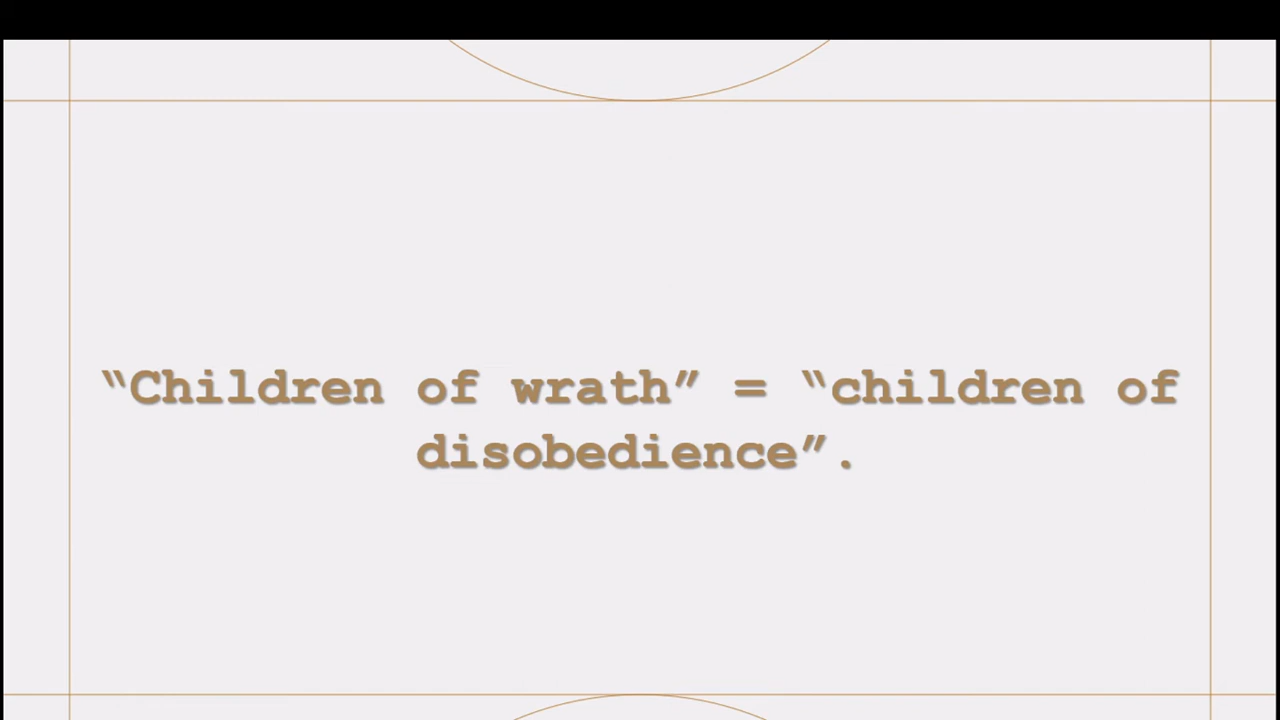 “Children of wrath” = “children of
disobedience”.